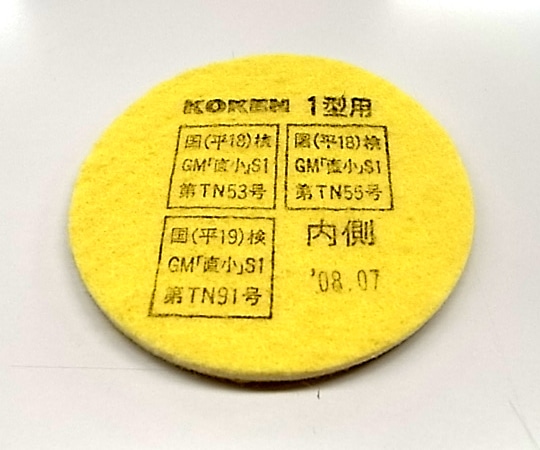 KOKEN 1型用
国(平18)検
GM「直小」S1
第TN53号
国(平18)検
GM「直小」S1
第TN55号
国(平19)検
GM「直小」S1
第TN91号
内側
'08.07